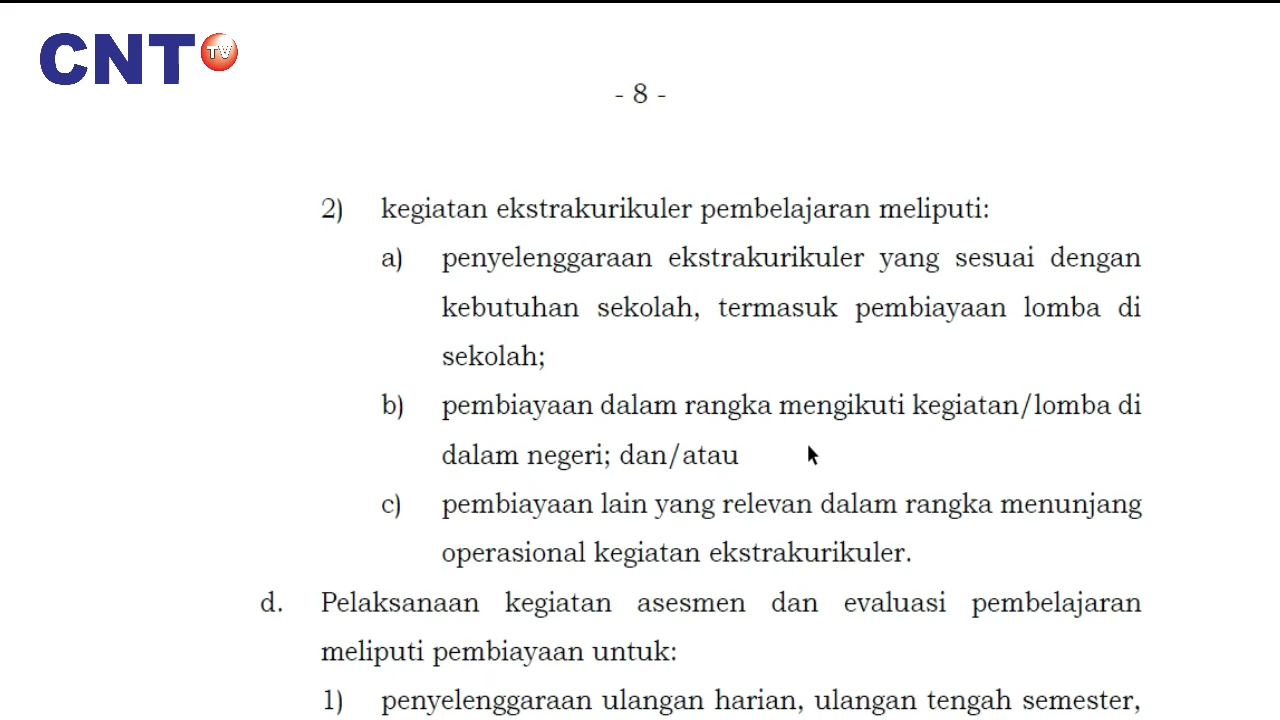 CNT TV
- 8 -
2) kegiatan ekstrakurikuler pembelajaran meliputi:
a) penyelenggaraan ekstrakurikuler yang sesuai dengan
kebutuhan sekolah, termasuk pembiayaan lomba di
sekolah;
b) pembiayaan dalam rangka mengikuti kegiatan/lomba di
dalam negeri; dan/atau
c) pembiayaan lain yang relevan dalam rangka menunjang
operasional kegiatan ekstrakurikuler.
d. Pelaksanaan kegiatan asesmen dan evaluasi pembelajaran
meliputi pembiayaan untuk:
1) penyelenggaraan ulangan harian, ulangan tengah semester,